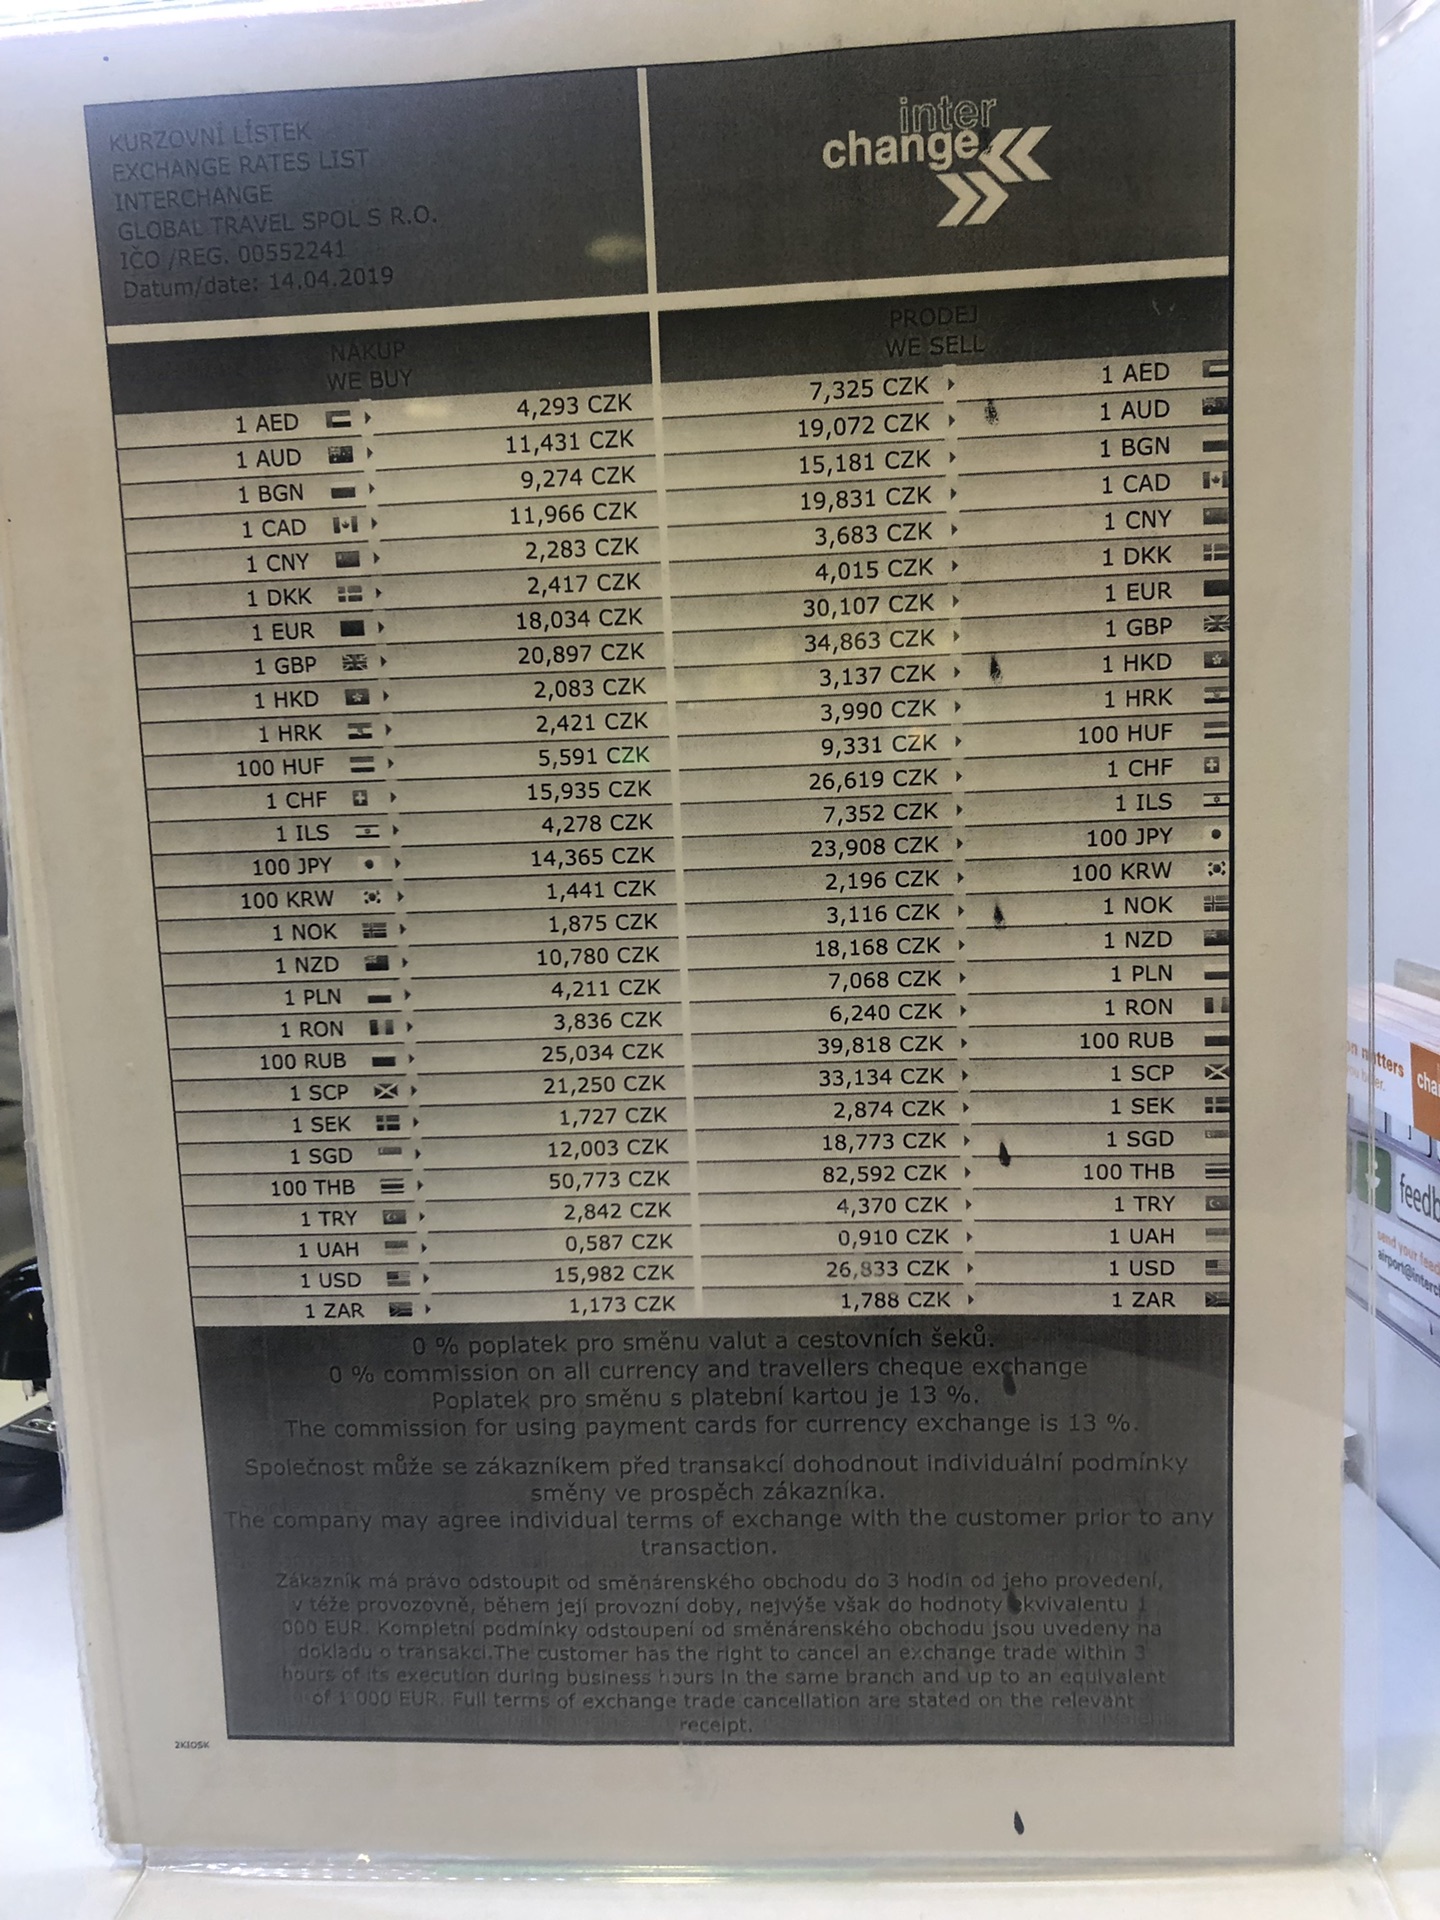 KURZOVNÍ LÍSTEK
EXCHANGE RATES LIST
INTERCHANGE
GLOBAL TRAVEL SPOL S R.O.
IČO /REG. 00552241
Datum/date: 14.04.2019
inter
change
NÁKUP
WE BUY
PRODEJ
WE SELL
1 AED 4,293 CZK 7,325 CZK 1 AED
1 AUD 11,431 CZK 19,072 CZK 1 AUD
1 BGN 9,274 CZK 15,181 CZK 1 BGN
1 CAD 11,966 CZK 19,831 CZK 1 CAD
1 CNY 2,283 CZK 3,683 CZK 1 CNY
1 DKK 2,417 CZK 4,015 CZK 1 DKK
1 EUR 18,034 CZK 30,107 CZK 1 EUR
1 GBP 20,897 CZK 34,863 CZK 1 GBP
1 HKD 2,083 CZK 3,137 CZK 1 HKD
1 HRK 2,421 CZK 3,990 CZK 1 HRK
100 HUF 5,591 CZK 9,331 CZK 100 HUF
1 CHF 15,935 CZK 26,619 CZK 1 CHF
1 ILS 4,278 CZK 7,352 CZK 1 ILS
100 JPY 14,365 CZK 23,908 CZK 100 JPY
100 KRW 1,441 CZK 2,196 CZK 100 KRW
1 NOK 1,875 CZK 3,116 CZK 1 NOK
1 NZD 10,780 CZK 18,168 CZK 1 NZD
1 PLN 4,211 CZK 7,068 CZK 1 PLN
1 RON 3,836 CZK 6,240 CZK 1 RON
100 RUB 25,034 CZK 39,818 CZK 100 RUB
1 SCP 21,250 CZK 33,134 CZK 1 SCP
1 SEK 1,727 CZK 2,874 CZK 1 SEK
1 SGD 12,003 CZK 18,773 CZK 1 SGD
100 THB 50,773 CZK 82,592 CZK 100 THB
1 TRY 2,842 CZK 4,370 CZK 1 TRY
1 UAH 0,587 CZK 0,910 CZK 1 UAH
1 USD 15,982 CZK 26,833 CZK 1 USD
1 ZAR 1,173 CZK 1,788 CZK 1 ZAR
0 % poplatek pro směnu valut a cestovních šeků.
0 % commission on all currency and travellers cheque exchange
Poplatek pro směnu s platební kartou je 13 %.
The commission for using payment cards for currency exchange is 13 %.
Společnost může se zákazníkem před transakcí dohodnout individuální podmínky
směny ve prospěch zákazníka.
The company may agree individual terms of exchange with the customer prior to any
transaction.
Zákazník má právo odstoupit od směnárenského obchodu do 3 hodin od jeho provedení,
v téže provozovně, během její provozní doby, nejvýše však do hodnoty ekvivalentu 1
000 EUR. Kompletní podmínky odstoupení od směnárenského obchodu jsou uvedeny na
dokladu o transakci.The customer has the right to cancel an exchange trade within 3
hours of its execution during business hours in the same branch and up to an equivalent
of 1 000 EUR. Full terms of exchange trade cancellation are stated on the relevant
receipt.
2KIOSK
on matters
cha
feedb
send your feed
airport@interc